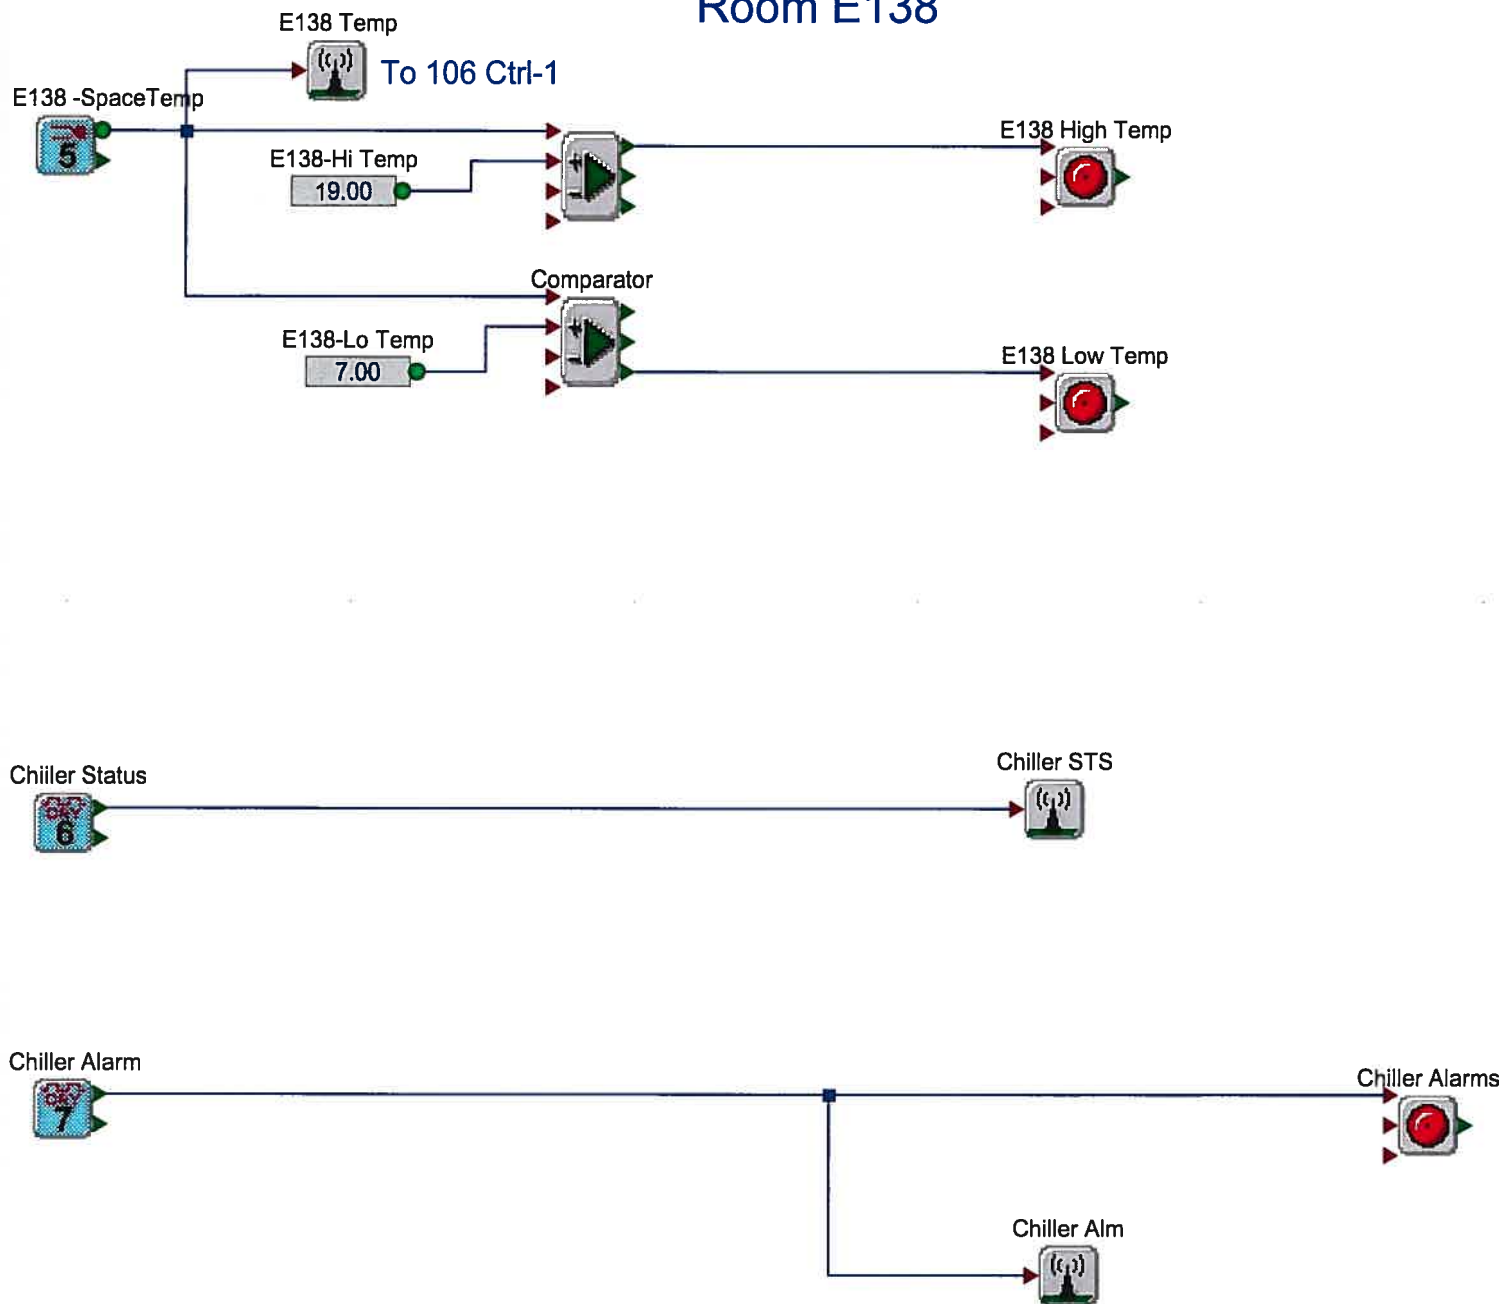 Room E138
E138 Temp
To 106 Ctrl-1
E138 -SpaceTemp
5
E138 High Temp
E138-Hi Temp
19.00
Comparator
E138-Lo Temp
7.00
E138 Low Temp
Chiller STS
Chiiler Status
6
Chiller Alarm
7
Chiller Alarms
Chiller Alm